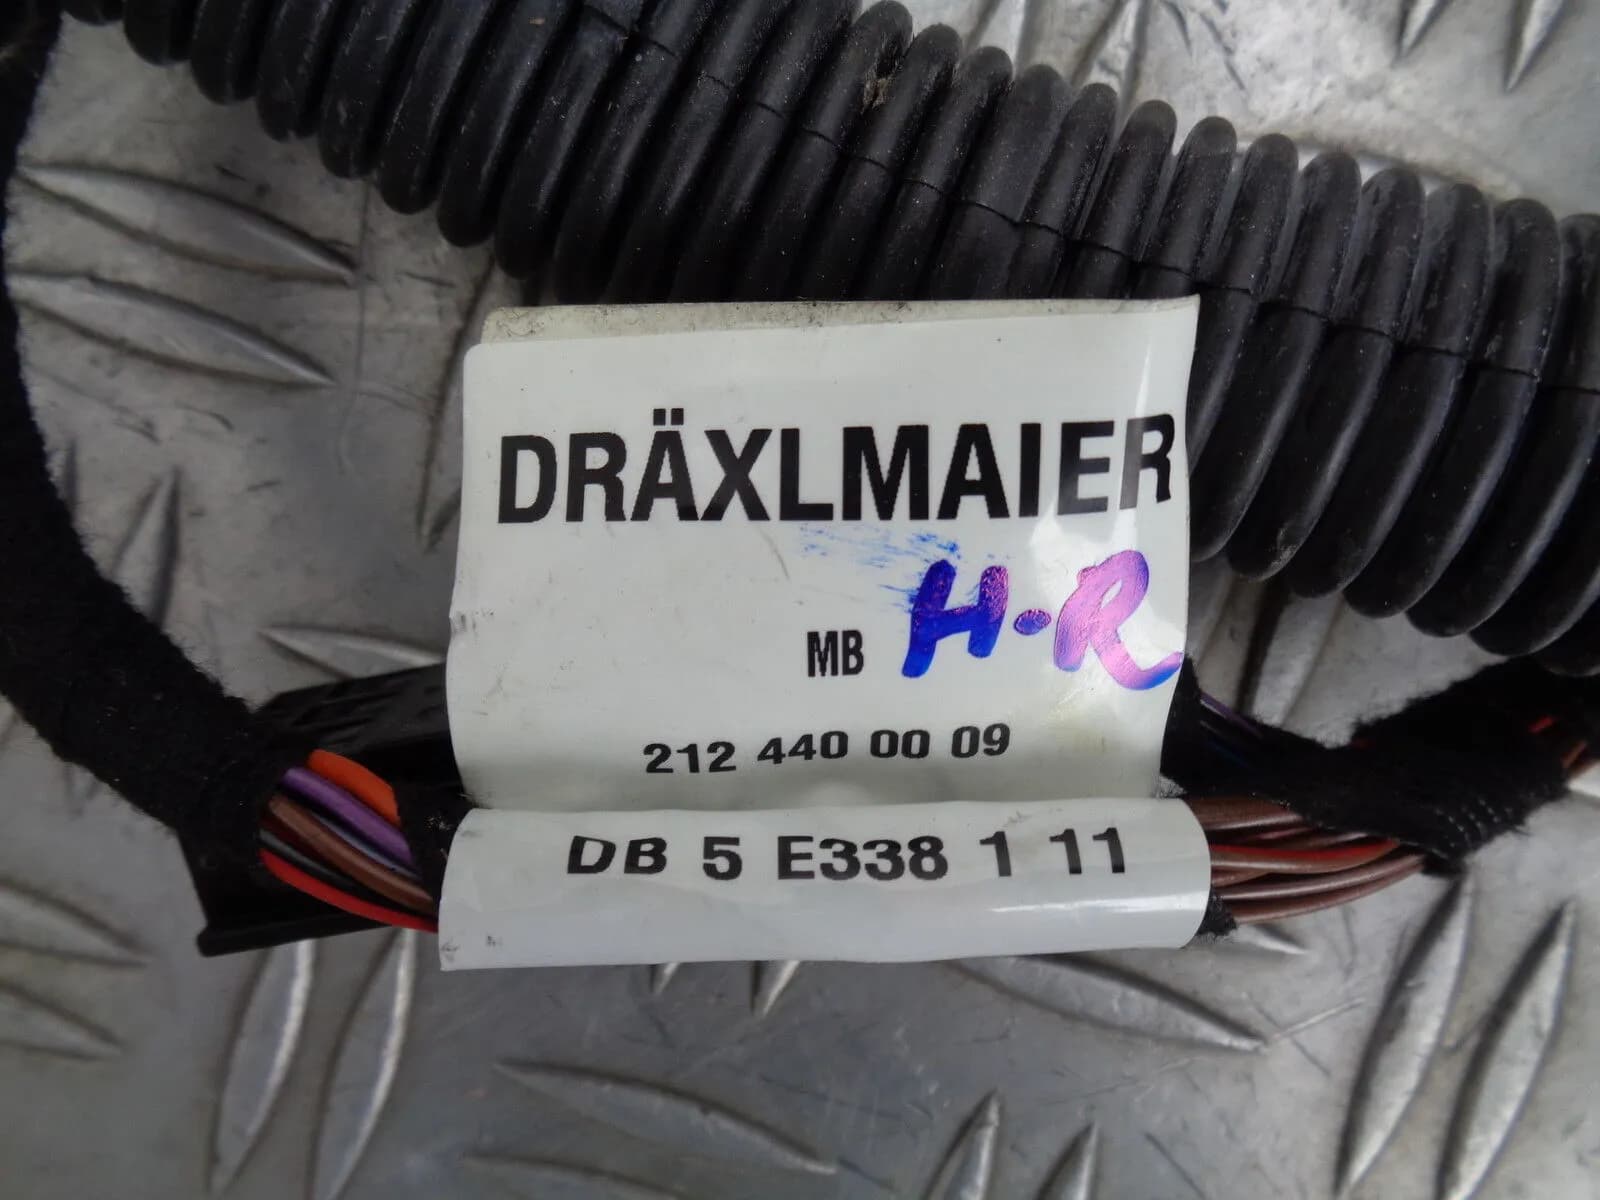 DRÄXLMAIER
MB H-R
212 440 00 09
DB 5 E338 1 11